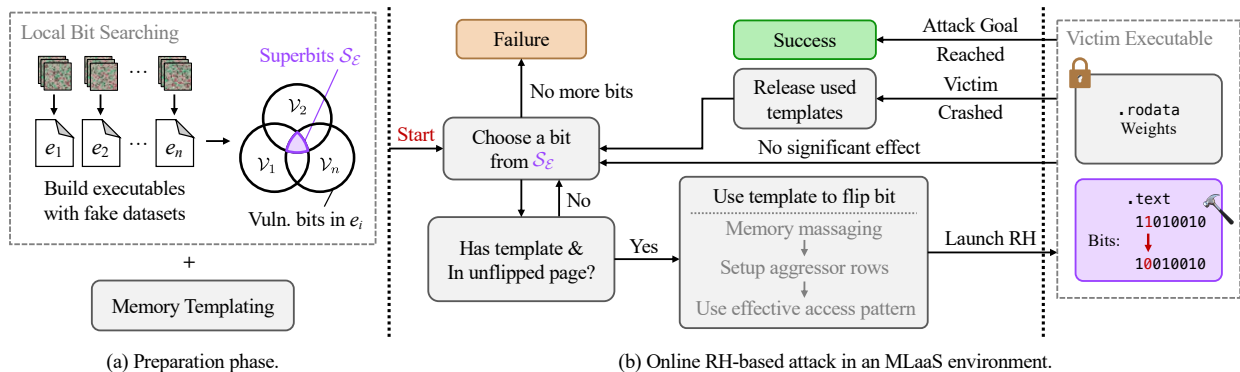 Local Bit Searching
Superbits 𝒮_ℰ
...
e₁ e₂ ... eₙ
𝒱₂
𝒱₁ 𝒱ₙ
Build executables
with fake datasets
Vuln. bits in eᵢ
+
Memory Templating
(a) Preparation phase.
Failure
No more bits
Start
Choose a bit
from 𝒮_ℰ
No
Has template &
In unflipped page?
Yes
Success
Release used
templates
Attack Goal
Reached
Victim
Crashed
No significant effect
Use template to flip bit
Memory massaging
Setup aggressor rows
Use effective access pattern
Launch RH
Victim Executable
.rodata
Weights
.text
11010010
Bits:
10010010
(b) Online RH-based attack in an MLaaS environment.